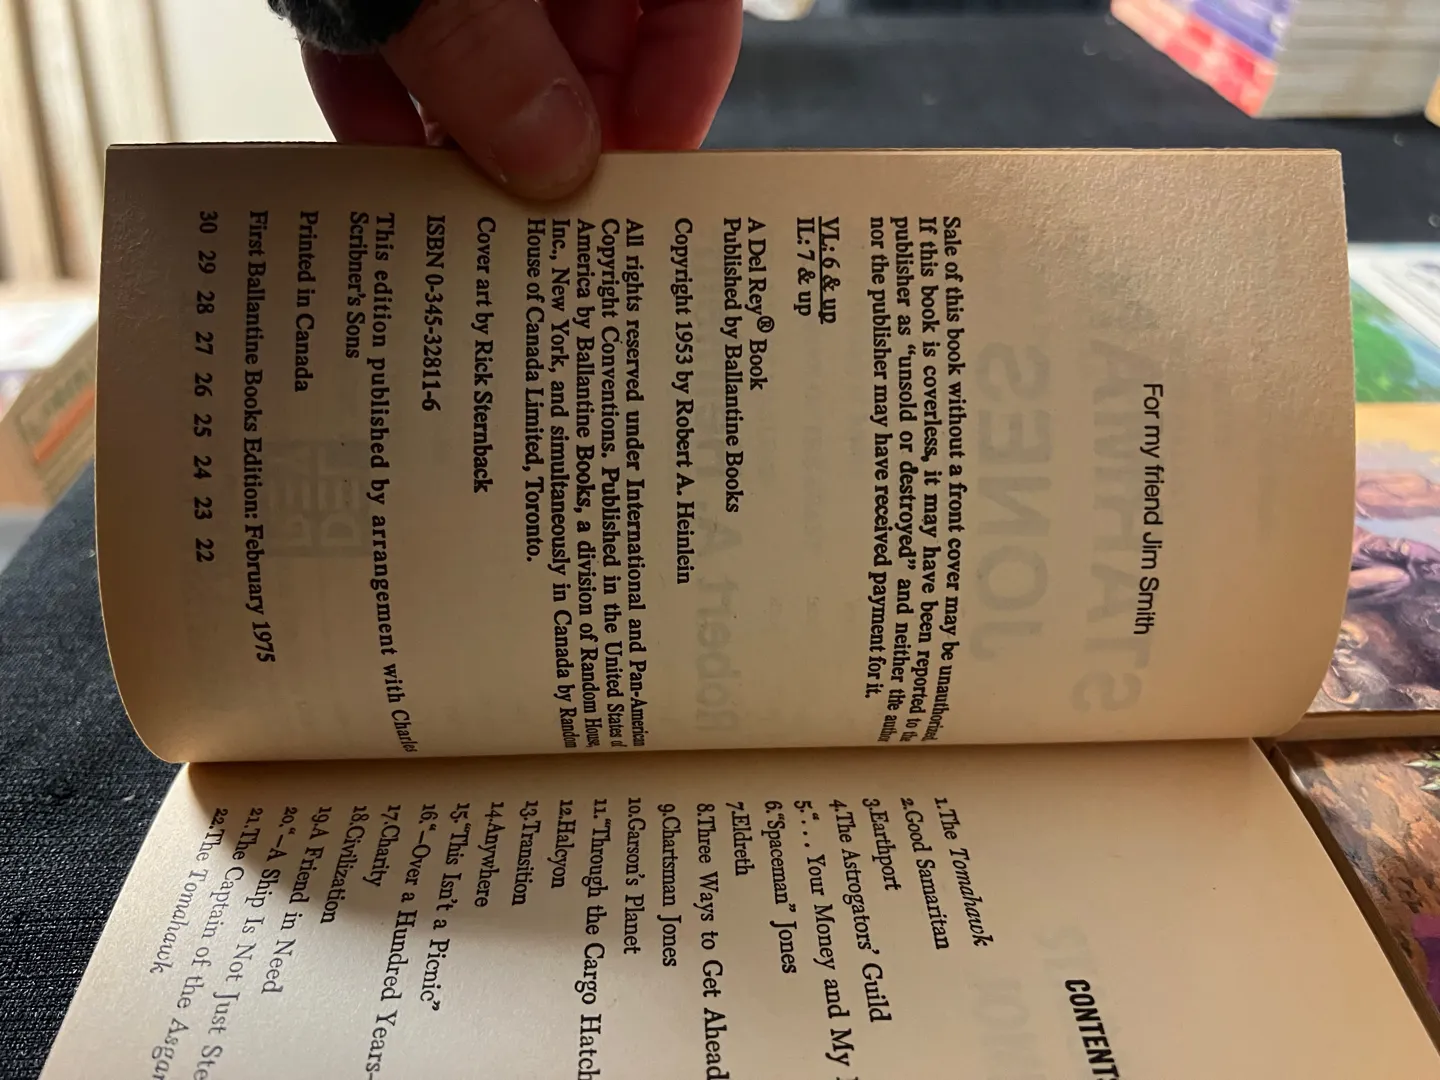 For my friend Jim Smith
Sale of this book without a front cover may be unauthorized.
If this book is coverless, it may have been reported to the
publisher as “unsold or destroyed” and neither the author
nor the publisher may have received payment for it.
VL: 6 & up
IL: 7 & up
A Del Rey® Book
Published by Ballantine Books
Copyright 1953 by Robert A. Heinlein
All rights reserved under International and Pan-American
Copyright Conventions. Published in the United States of
America by Ballantine Books, a division of Random House,
Inc., New York, and simultaneously in Canada by Random
House of Canada Limited, Toronto.
Cover art by Rick Sternback
ISBN 0-345-32811-6
This edition published by arrangement with Charles
Scribner's Sons
Printed in Canada
First Ballantine Books Edition: February 1975
30 29 28 27 26 25 24 23 22
CONTENTS
1. The Tomahawk
2. Good Samaritan
3. Earthport
4. The Astrogators' Guild
5. “. . . Your Money and My
6. “Spaceman” Jones
7. Eldreth
8. Three Ways to Get Ahead
9. Chartsman Jones
10. Garson's Planet
11. “Through the Cargo Hatch
12. Halcyon
13. Transition
14. Anywhere
15. “This Isn't a Picnic”
16. “—Over a Hundred Years—
17. Charity
18. Civilization
19. A Friend in Need
20. “—A Ship Is Not Just Ste
21. The Captain of the Asgar
22. The Tomahawk